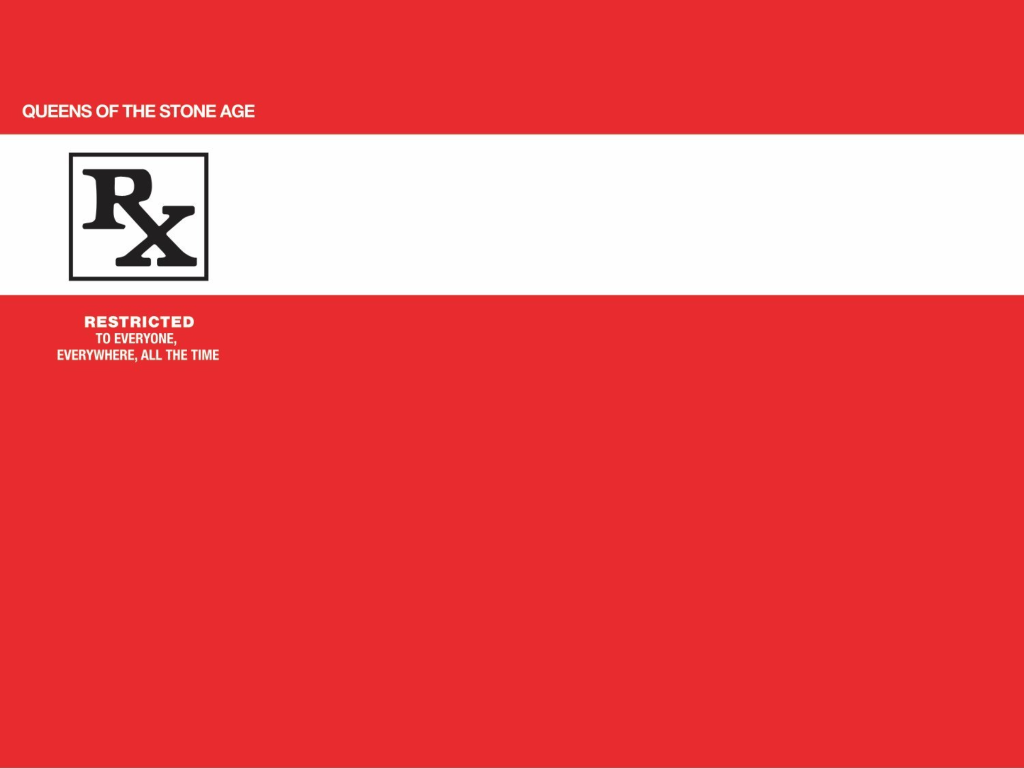 QUEENS OF THE STONE AGE
Rx
RESTRICTED
TO EVERYONE,
EVERYWHERE, ALL THE TIME